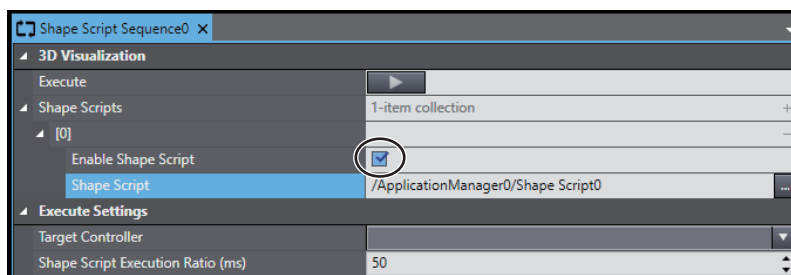 Shape Script Sequence0
3D Visualization
Execute
Shape Scripts 1-item collection
[0]
Enable Shape Script
Shape Script /ApplicationManager0/Shape Script0 ...
Execute Settings
Target Controller
Shape Script Execution Ratio (ms) 50